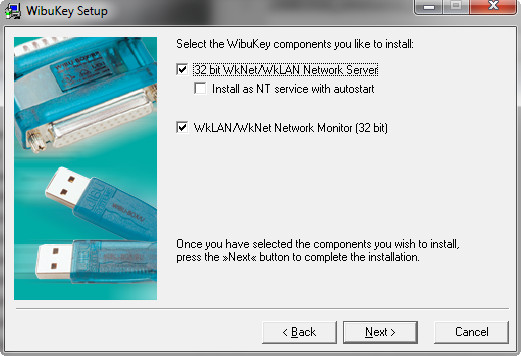 WibuKey Setup
Select the WibuKey components you like to install:
32 bit WkNet/WkLAN Network Server
Install as NT service with autostart
WkLAN/WkNet Network Monitor (32 bit)
Once you have selected the components you wish to install,
press the »Next« button to complete the installation.
< Back
Next >
Cancel